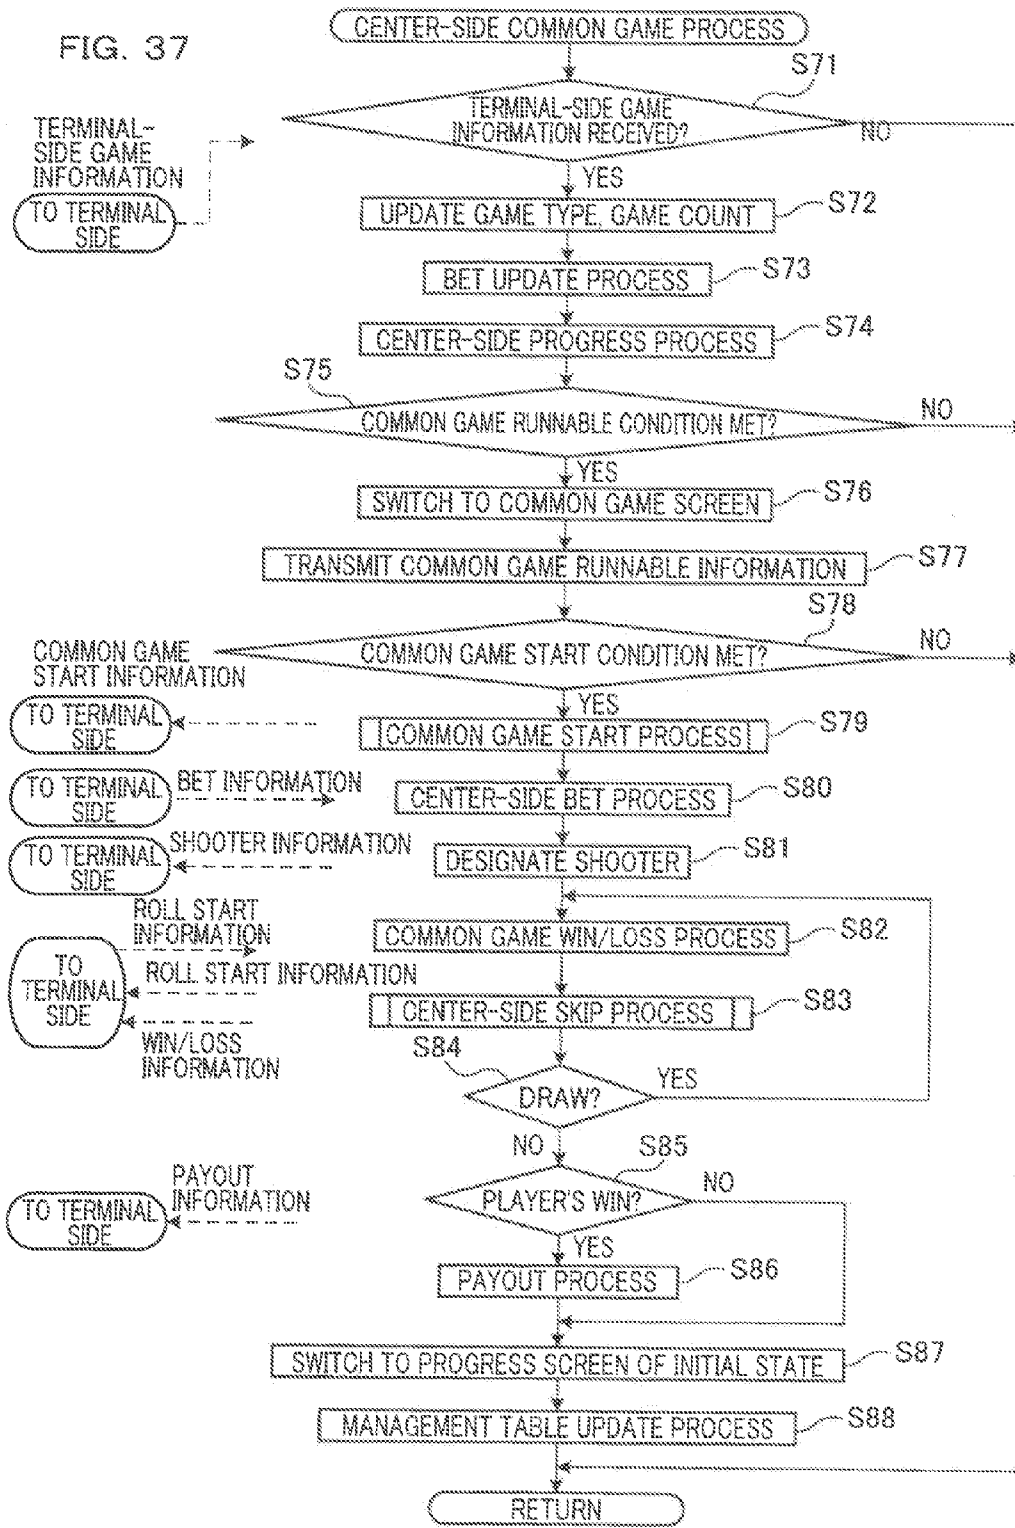 FIG. 37
CENTER-SIDE COMMON GAME PROCESS
S71
TERMINAL-SIDE GAME
INFORMATION RECEIVED?
NO
TERMINAL-
SIDE GAME
INFORMATION
TO TERMINAL
SIDE
YES
UPDATE GAME TYPE, GAME COUNT
S72
BET UPDATE PROCESS
S73
CENTER-SIDE PROGRESS PROCESS
S74
S75
COMMON GAME RUNNABLE CONDITION MET?
NO
YES
SWITCH TO COMMON GAME SCREEN
S76
TRANSMIT COMMON GAME RUNNABLE INFORMATION
S77
S78
COMMON GAME START CONDITION MET?
NO
COMMON GAME
START INFORMATION
TO TERMINAL
SIDE
YES
COMMON GAME START PROCESS
S79
TO TERMINAL
SIDE
BET INFORMATION
CENTER-SIDE BET PROCESS
S80
TO TERMINAL
SIDE
SHOOTER INFORMATION
DESIGNATE SHOOTER
S81
ROLL START
INFORMATION
COMMON GAME WIN/LOSS PROCESS
S82
TO
TERMINAL
SIDE
ROLL START INFORMATION
WIN/LOSS
INFORMATION
CENTER-SIDE SKIP PROCESS
S83
S84
DRAW?
YES
NO
S85
PLAYER'S WIN?
NO
PAYOUT
INFORMATION
TO TERMINAL
SIDE
YES
PAYOUT PROCESS
S86
SWITCH TO PROGRESS SCREEN OF INITIAL STATE
S87
MANAGEMENT TABLE UPDATE PROCESS
S88
RETURN